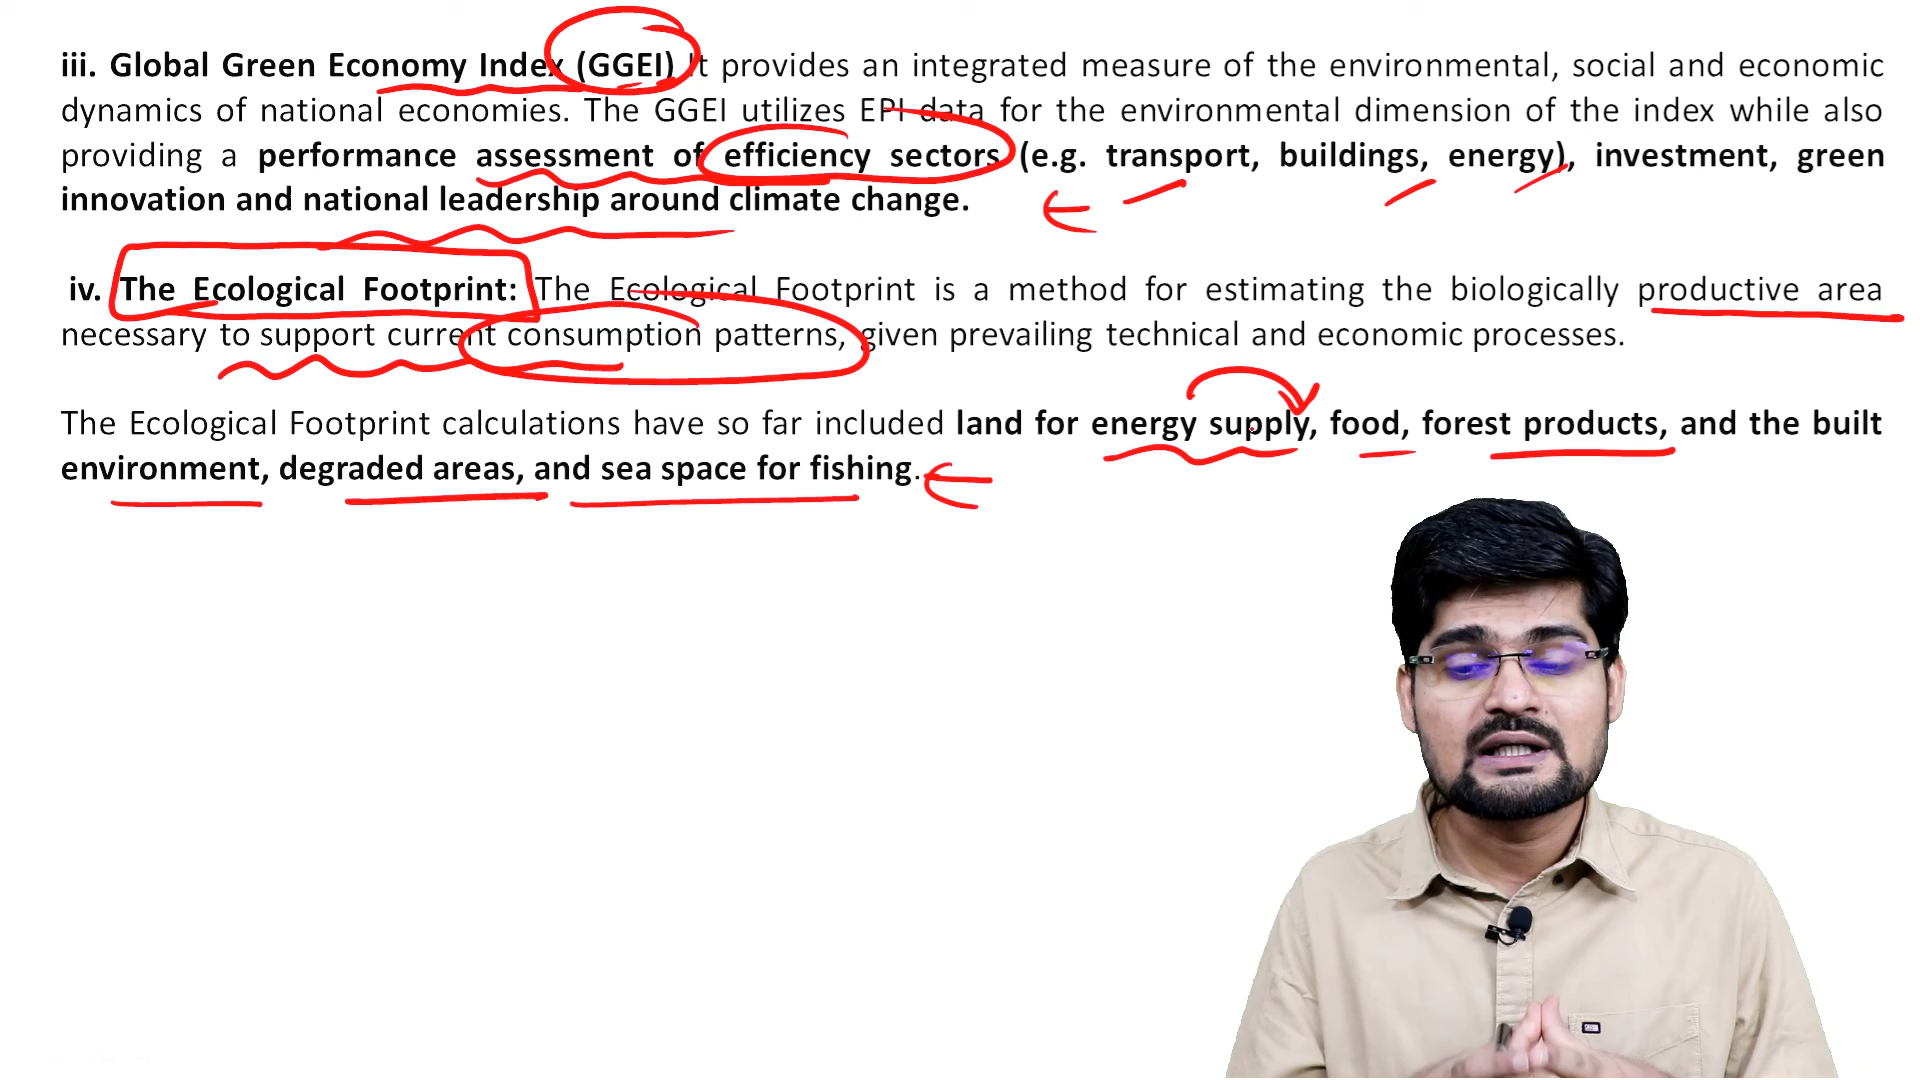 iii. Global Green Economy Index (GGEI) It provides an integrated measure of the environmental, social and economic
dynamics of national economies. The GGEI utilizes EPI data for the environmental dimension of the index while also
providing a performance assessment of efficiency sectors (e.g. transport, buildings, energy), investment, green
innovation and national leadership around climate change.
iv. The Ecological Footprint: The Ecological Footprint is a method for estimating the biologically productive area
necessary to support current consumption patterns, given prevailing technical and economic processes.
The Ecological Footprint calculations have so far included land for energy supply, food, forest products, and the built
environment, degraded areas, and sea space for fishing.